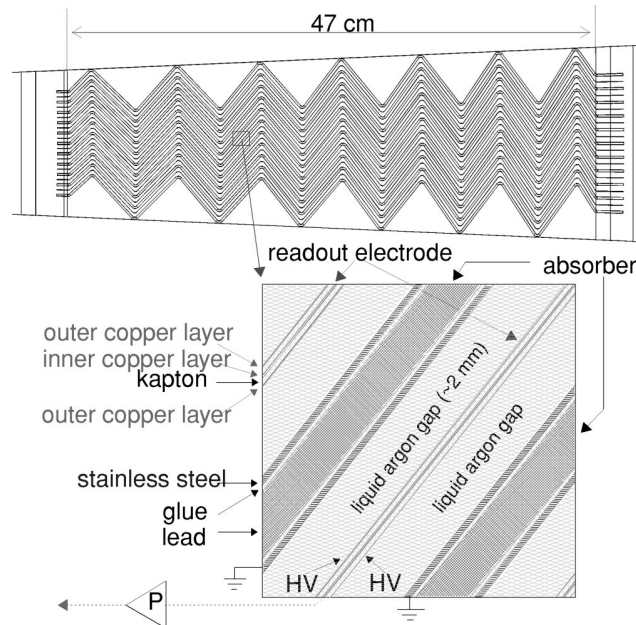 47 cm
readout electrode
absorber
outer copper layer
inner copper layer
kapton
outer copper layer
liquid argon gap (~2 mm)
liquid argon gap
stainless steel
glue
lead
HV
HV
P